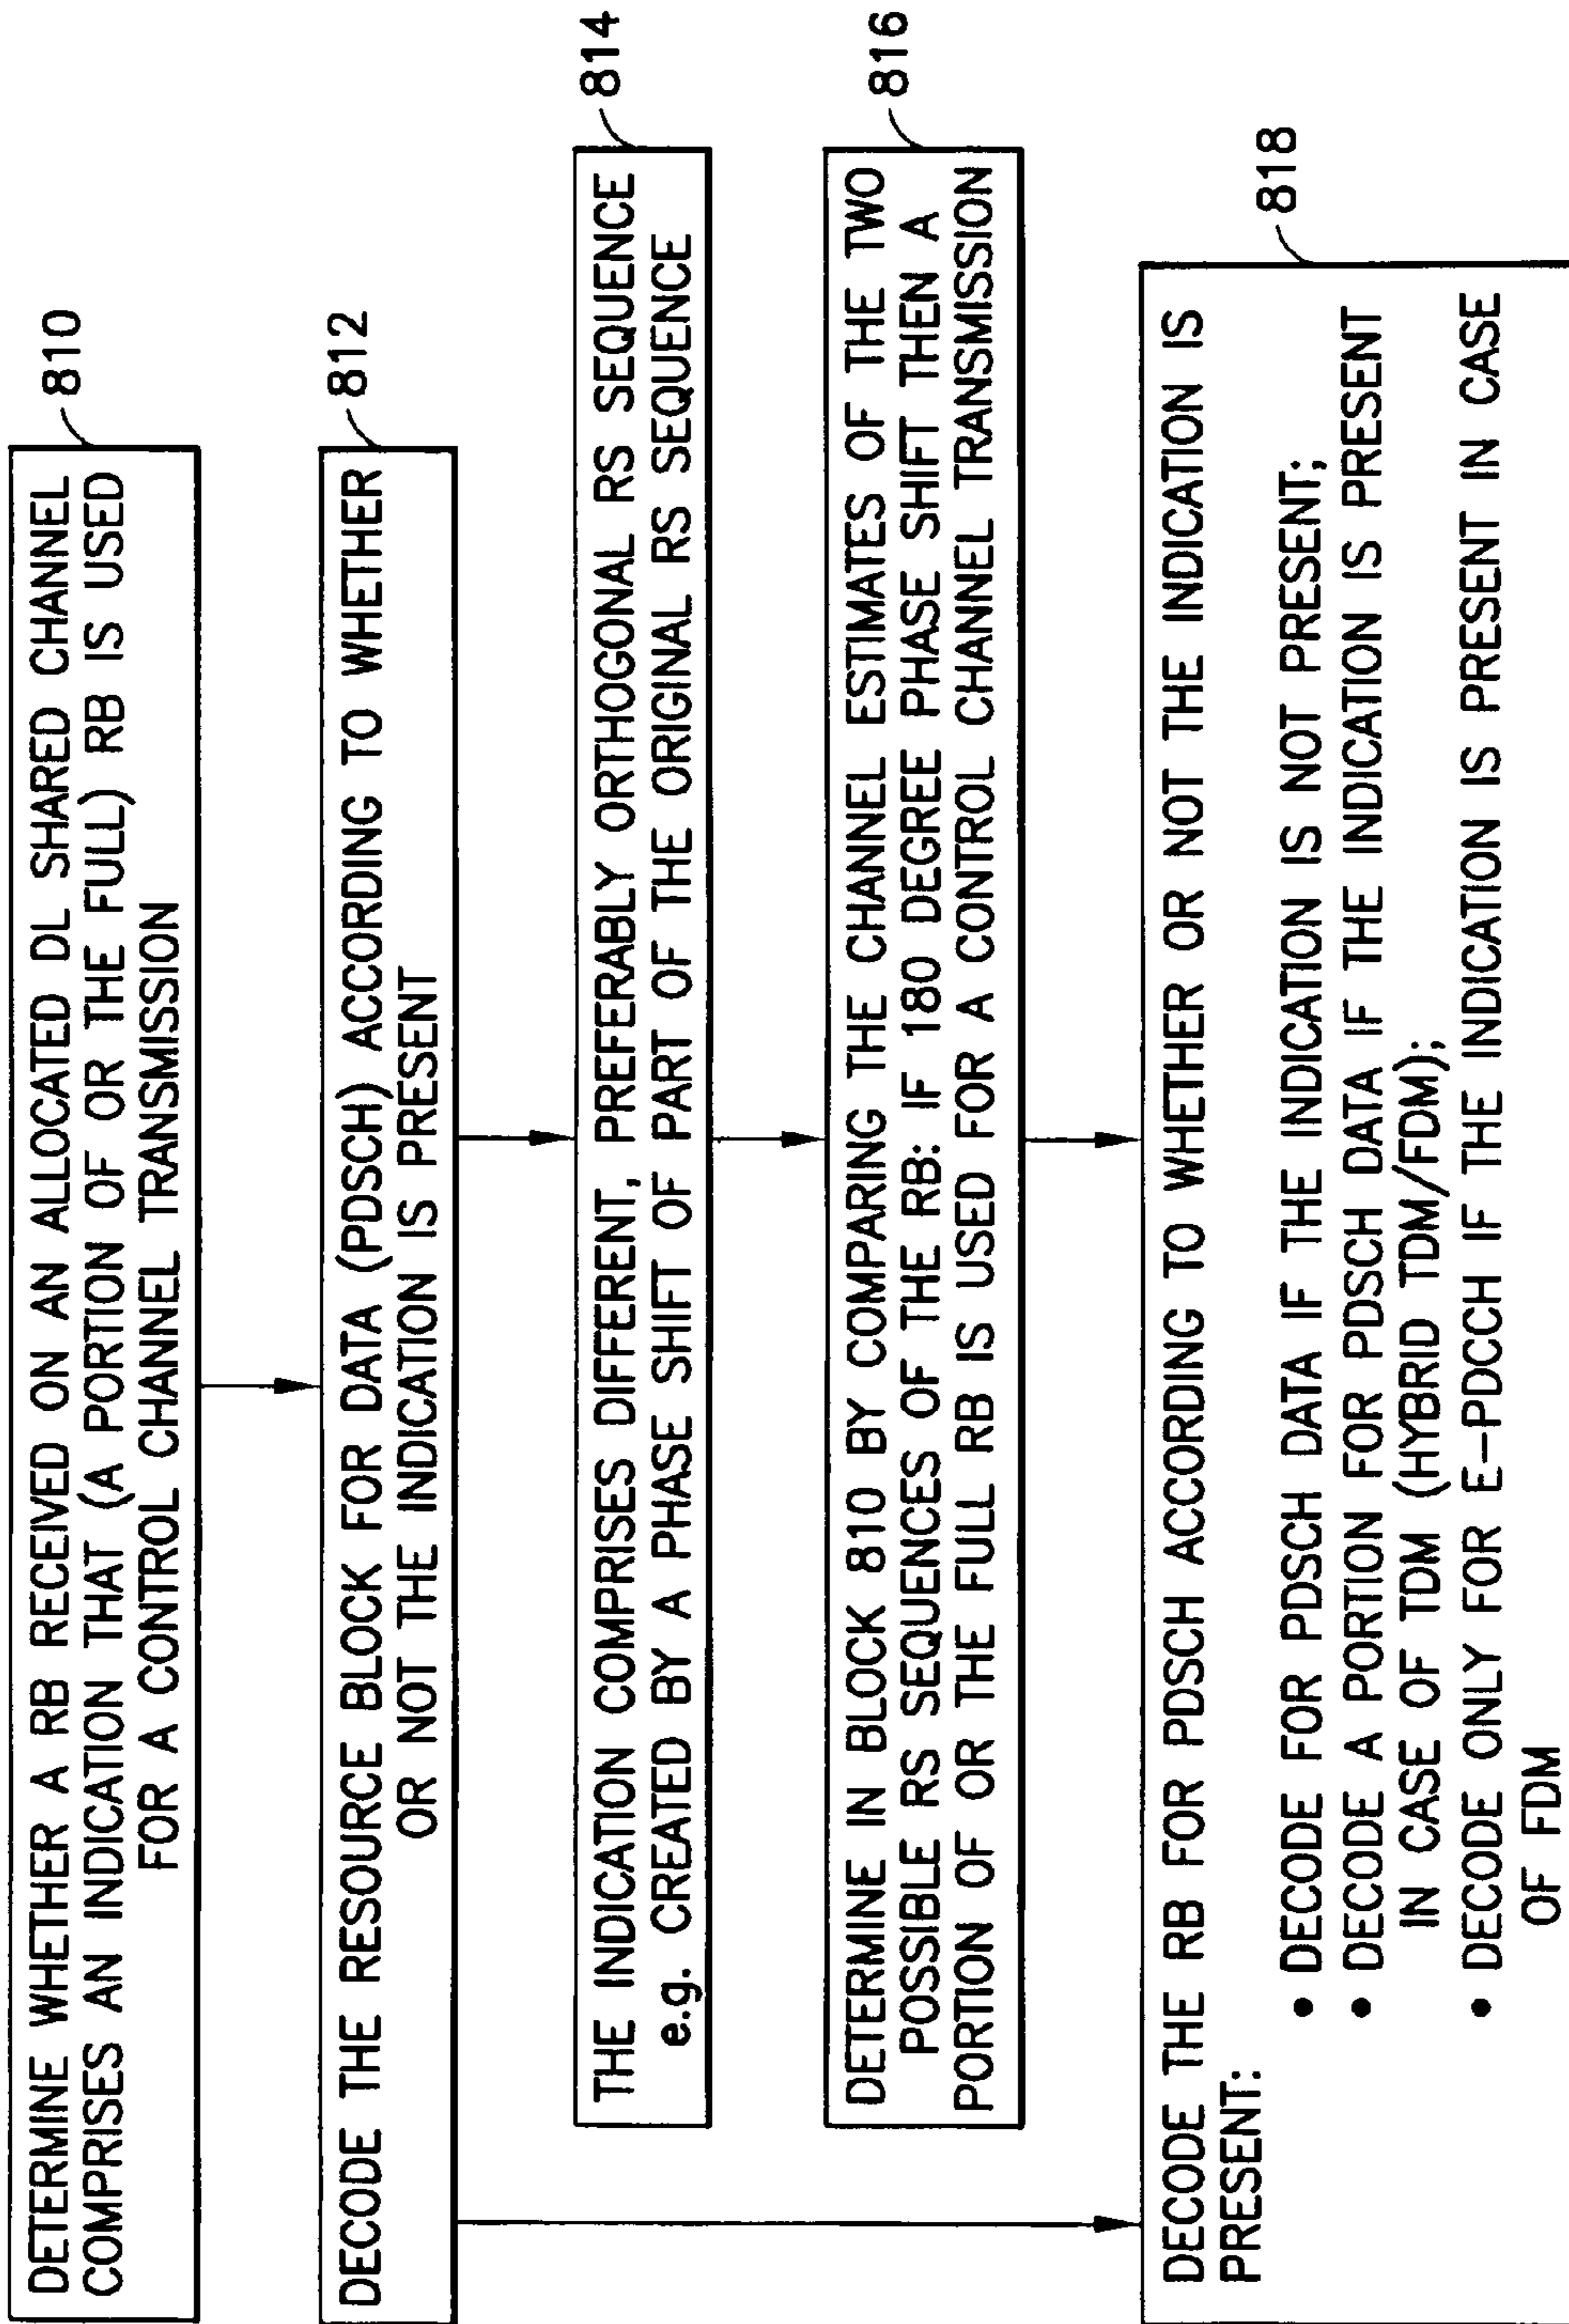 DETERMINE WHETHER A RB RECEIVED ON AN ALLOCATED DL SHARED CHANNEL
COMPRISES AN INDICATION THAT (A PORTION OF OR THE FULL) RB IS USED
FOR A CONTROL CHANNEL TRANSMISSION
810
DECODE THE RESOURCE BLOCK FOR DATA (PDSCH) ACCORDING TO WHETHER
OR NOT THE INDICATION IS PRESENT
812
THE INDICATION COMPRISES DIFFERENT, PREFERABLY ORTHOGONAL RS SEQUENCE
e.g. CREATED BY A PHASE SHIFT OF PART OF THE ORIGINAL RS SEQUENCE
814
DETERMINE IN BLOCK 810 BY COMPARING THE CHANNEL ESTIMATES OF THE TWO
POSSIBLE RS SEQUENCES OF THE RB: IF 180 DEGREE PHASE SHIFT THEN A
PORTION OF OR THE FULL RB IS USED FOR A CONTROL CHANNEL TRANSMISSION
816
DECODE THE RB FOR PDSCH ACCORDING TO WHETHER OR NOT THE INDICATION IS
PRESENT:
• DECODE FOR PDSCH DATA IF THE INDICATION IS NOT PRESENT;
• DECODE A PORTION FOR PDSCH DATA IF THE INDICATION IS PRESENT
IN CASE OF TDM (HYBRID TDM/FDM);
• DECODE ONLY FOR E-PDCCH IF THE INDICATION IS PRESENT IN CASE
OF FDM
818